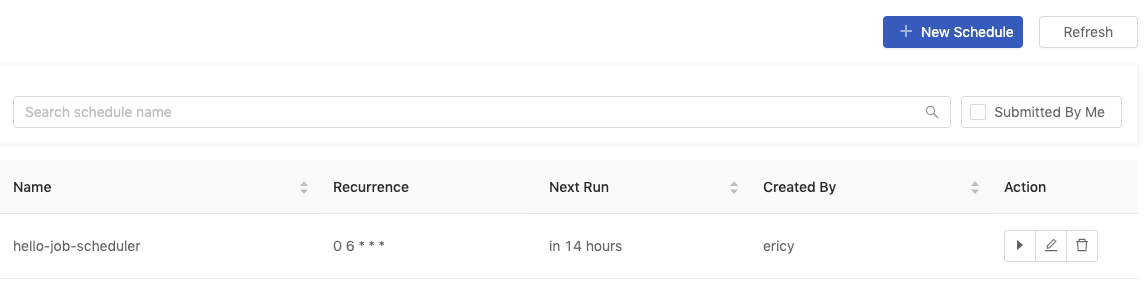 New Schedule Refresh
Search schedule name Submitted By Me
Name Recurrence Next Run Created By Action
hello-job-scheduler 0 6 * * * in 14 hours ericy